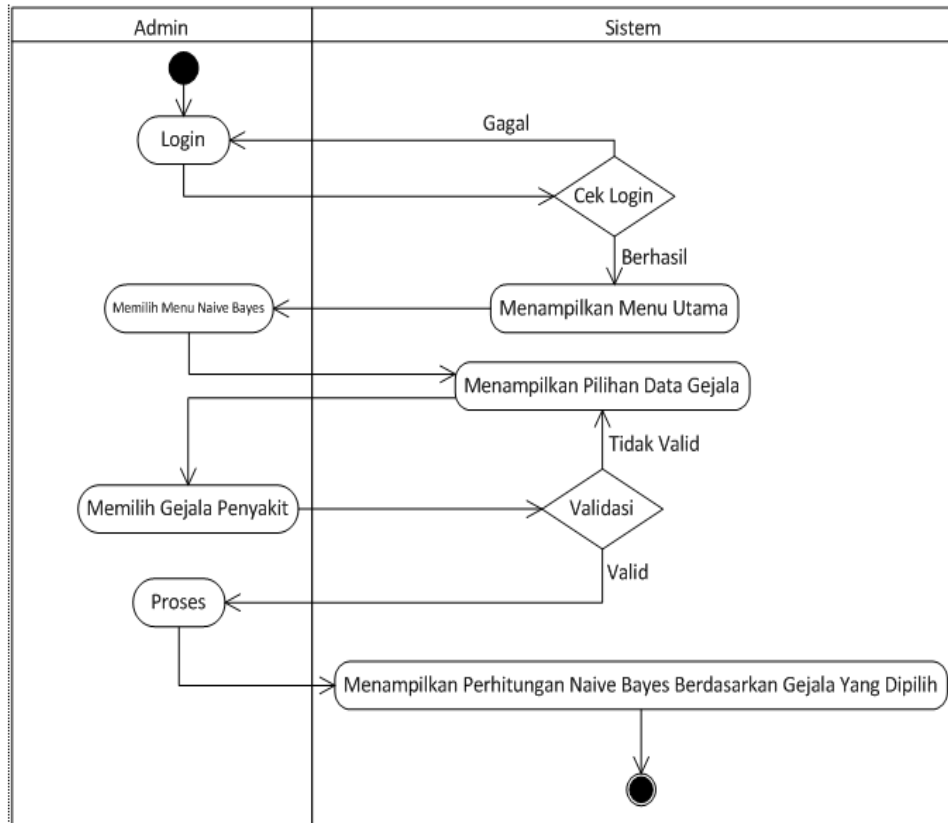 Admin
Sistem
Login
Gagal
Cek Login
Berhasil
Memilih Menu Naive Bayes
Menampilkan Menu Utama
Menampilkan Pilihan Data Gejala
Tidak Valid
Memilih Gejala Penyakit
Validasi
Valid
Proses
Menampilkan Perhitungan Naive Bayes Berdasarkan Gejala Yang Dipilih